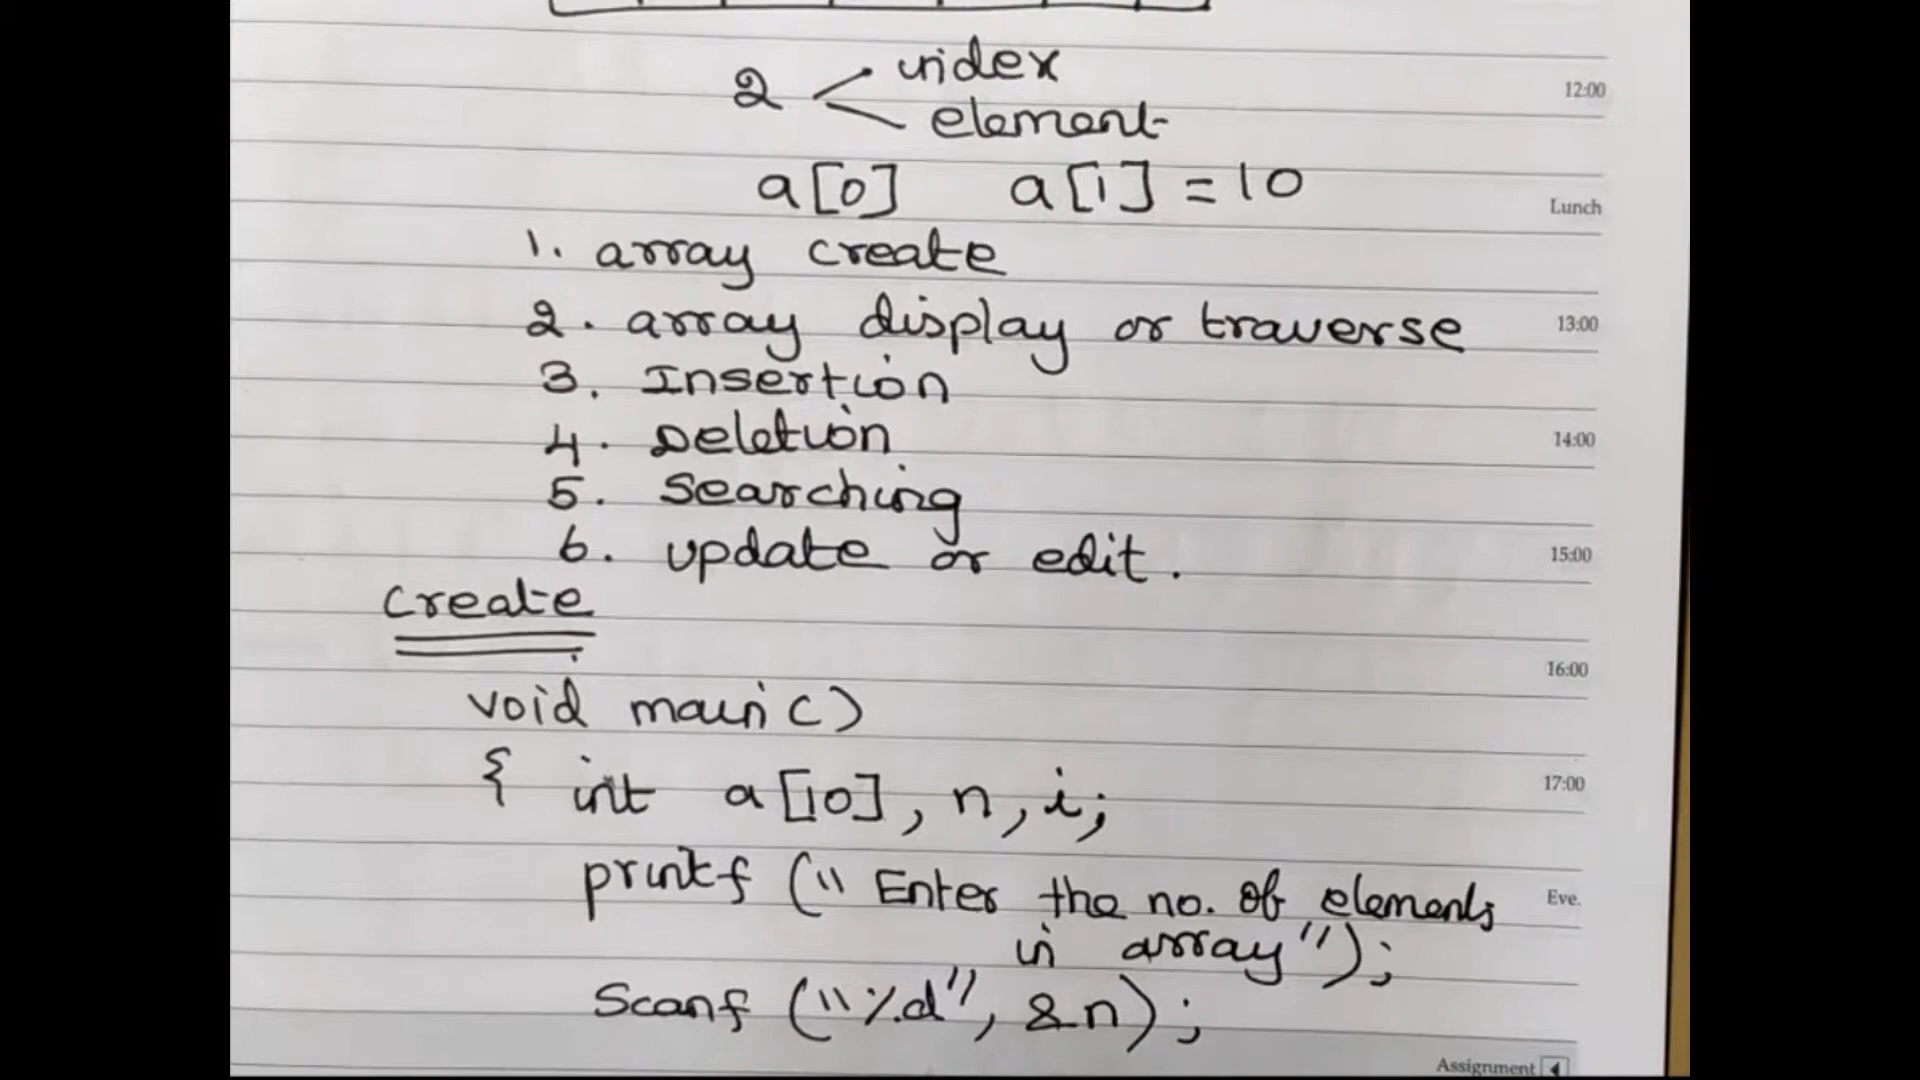 2 < index
element
a[0] a[1] = 10
12:00
Lunch
1. array create
2. array display or traverse
13:00
3. Insertion
4. Deletion
14:00
5. Searching
6. update or edit.
15:00
create
16:00
void main()
{ int a[10], n, i;
17:00
printf ("Enter the no. of elements
Eve.
in array");
Scanf ("%d", &n);
Assignment